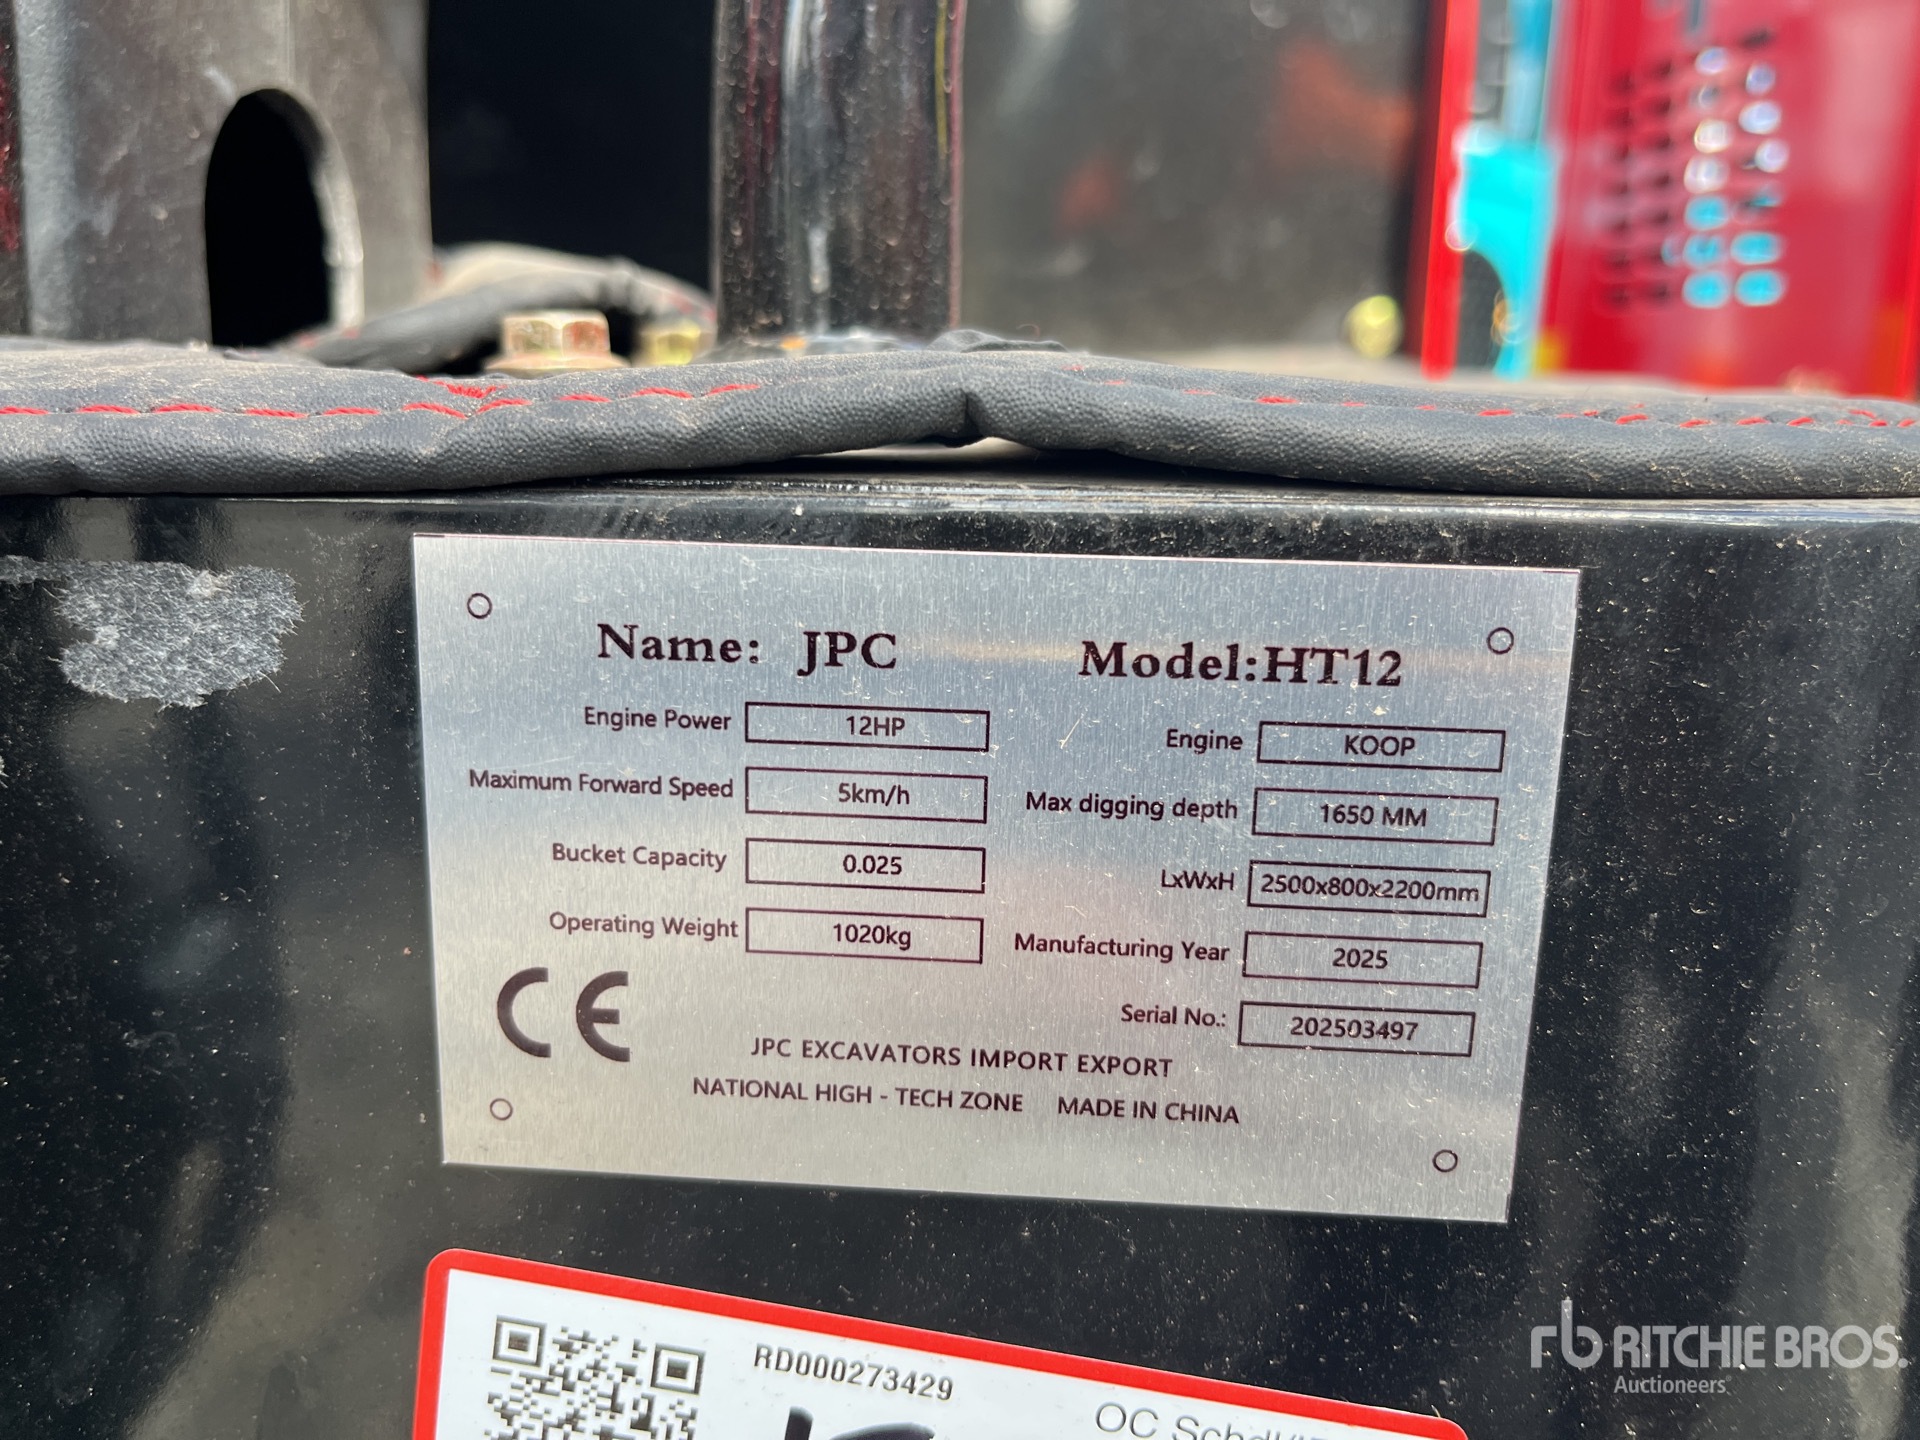 Name: JPC Model:HT12
Engine Power 12HP Engine KOOP
Maximum Forward Speed 5km/h Max digging depth 1650 MM
Bucket Capacity 0.025 LxWxH 2500x800x2200mm
Operating Weight 1020kg Manufacturing Year 2025
Serial No.: 202503497
CE
JPC EXCAVATORS IMPORT EXPORT
NATIONAL HIGH - TECH ZONE MADE IN CHINA
RD000273429
OC
rb RITCHIE BROS.
Auctioneers